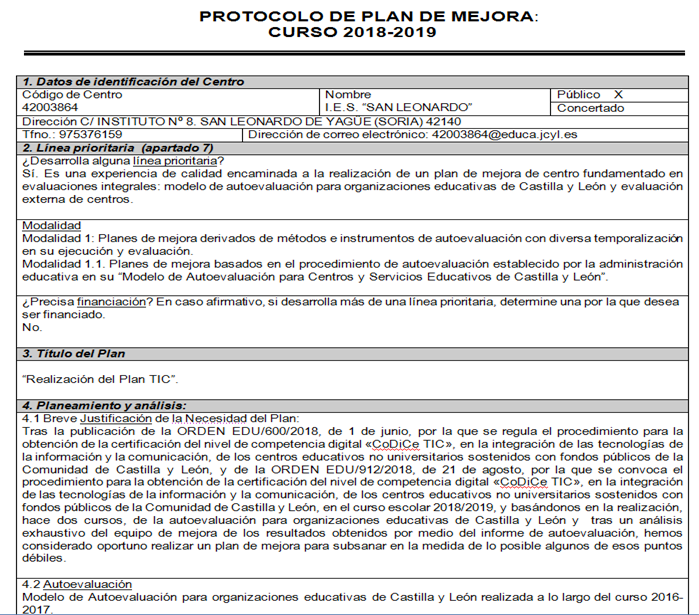 PROTOCOLO DE PLAN DE MEJORA:
CURSO 2018-2019
1. Datos de identificación del Centro
Código de Centro
42003864
Nombre
I.E.S. “SAN LEONARDO”
Público X
Concertado
Dirección C/ INSTITUTO Nº 8. SAN LEONARDO DE YAGÜE (SORIA) 42140
Tfno.: 975376159
Dirección de correo electrónico: 42003864@educa.jcyl.es
2. Línea prioritaria (apartado 7)
¿Desarrolla alguna línea prioritaria?
Sí. Es una experiencia de calidad encaminada a la realización de un plan de mejora de centro fundamentado en
evaluaciones integrales: modelo de autoevaluación para organizaciones educativas de Castilla y León y evaluación
externa de centros.
Modalidad
Modalidad 1: Planes de mejora derivados de métodos e instrumentos de autoevaluación con diversa temporalización
en su ejecución y evaluación.
Modalidad 1.1. Planes de mejora basados en el procedimiento de autoevaluación establecido por la administración
educativa en su “Modelo de Autoevaluación para Centros y Servicios Educativos de Castilla y León”.
¿Precisa financiación? En caso afirmativo, si desarrolla más de una línea prioritaria, determine una por la que desea
ser financiado.
No.
3. Título del Plan
“Realización del Plan TIC”.
4. Planeamiento y análisis:
4.1 Breve Justificación de la Necesidad del Plan:
Tras la publicación de la ORDEN EDU/600/2018, de 1 de junio, por la que se regula el procedimiento para la
obtención de la certificación del nivel de competencia digital «CoDiCe TIC», en la integración de las tecnologías de
la información y la comunicación, de los centros educativos no universitarios sostenidos con fondos públicos de la
Comunidad de Castilla y León, y de la ORDEN EDU/912/2018, de 21 de agosto, por la que se convoca el
procedimiento para la obtención de la certificación del nivel de competencia digital «CoDiCe TIC», en la integración
de las tecnologías de la información y la comunicación, de los centros educativos no universitarios sostenidos con
fondos públicos de la Comunidad de Castilla y León, en el curso escolar 2018/2019, y basándonos en la realización,
hace dos cursos, de la autoevaluación para organizaciones educativas de Castilla y León y tras un análisis
exhaustivo del equipo de mejora de los resultados obtenidos por medio del informe de autoevaluación, hemos
considerado oportuno realizar un plan de mejora para subsanar en la medida de lo posible algunos de esos puntos
débiles.
4.2 Autoevaluación
Modelo de Autoevaluación para organizaciones educativas de Castilla y León realizada a lo largo del curso 2016-
2017.